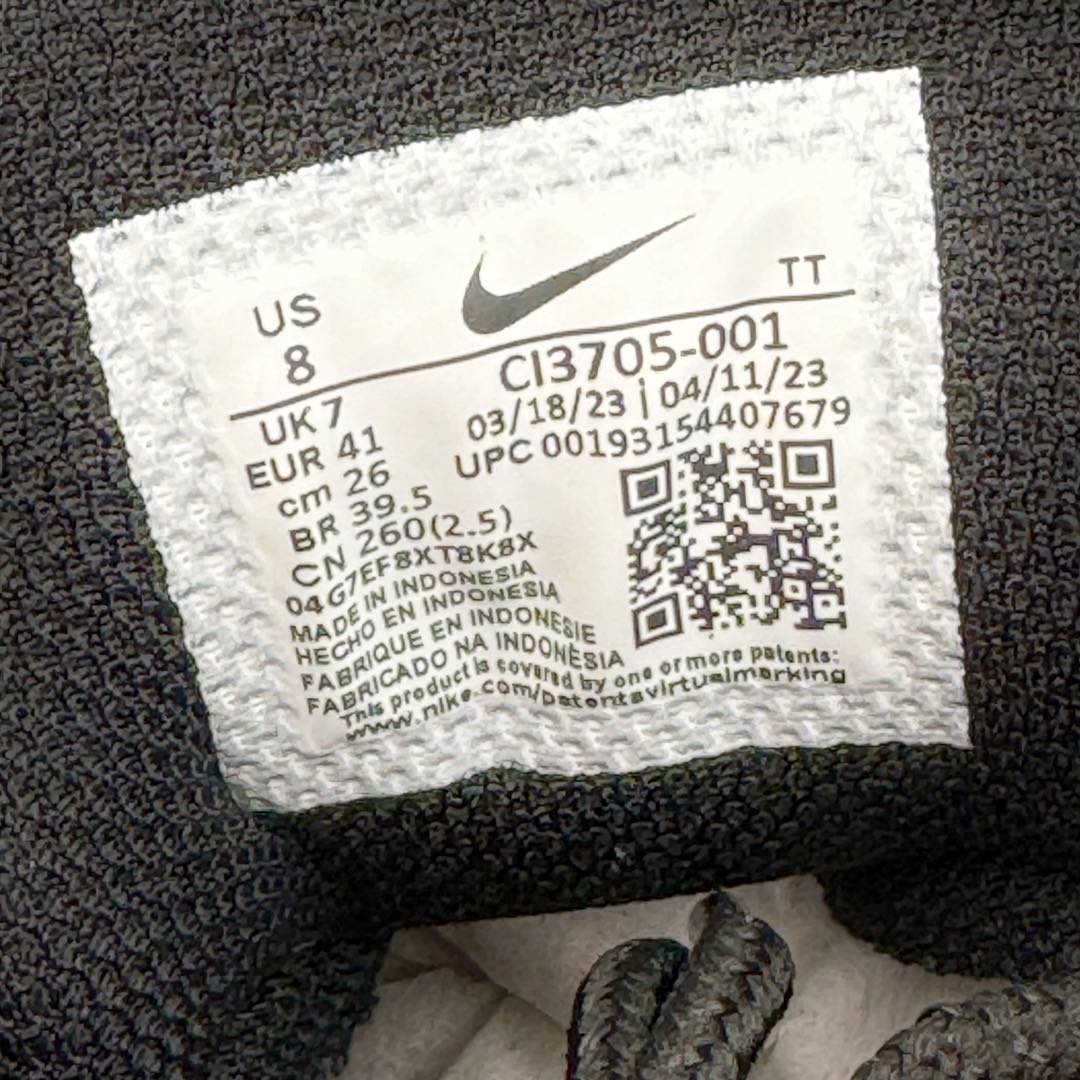 US
8
TT
CI3705-001
03/18/23 | 04/11/23
UPC 00193154407679
UK 7
EUR 41
cm 26
BR 39.5
CN 260(2.5)
04G7EF8XT8K8X
MADE IN INDONESIA
HECHO EN INDONESIA
FABRIQUE EN INDONESIE
FABRICADO NA INDONÈSIA
This product is covered by one or more patents:
www.nike.com/patentavirtualmarking